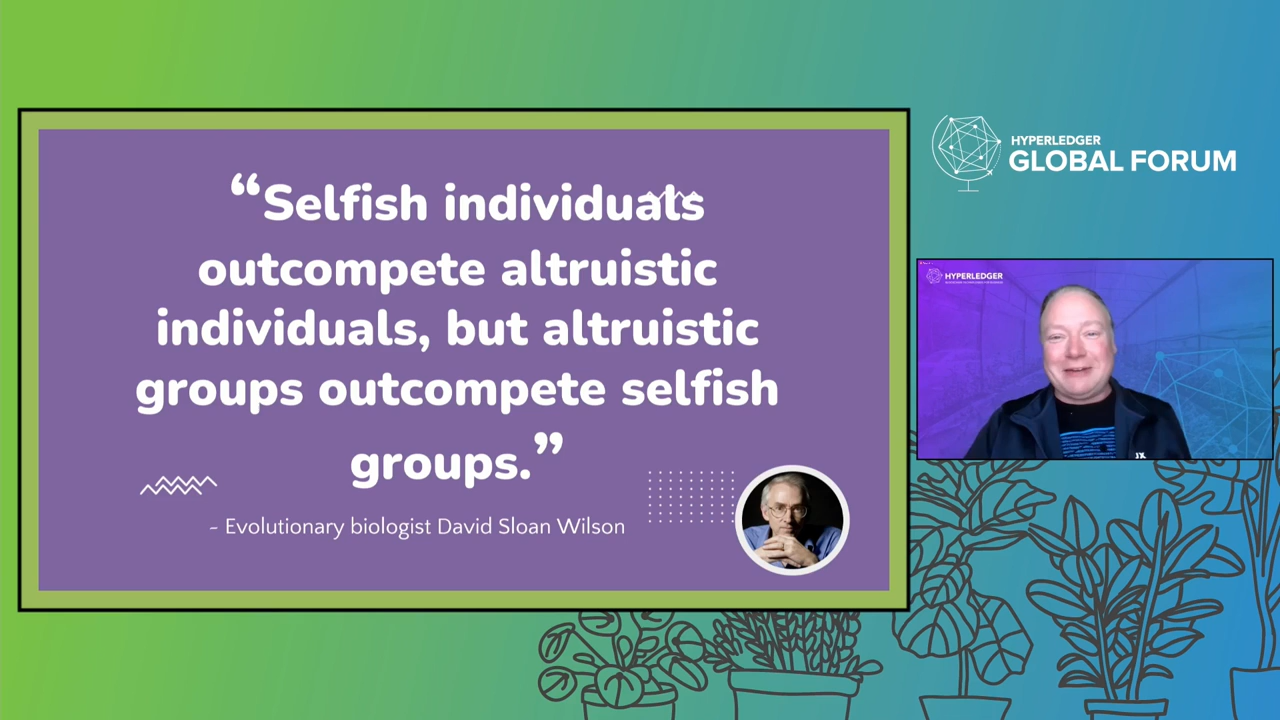 “Selfish individuals
outcompete altruistic
individuals, but altruistic
groups outcompete selfish
groups.”
- Evolutionary biologist David Sloan Wilson
HYPERLEDGER
GLOBAL FORUM
HYPERLEDGER